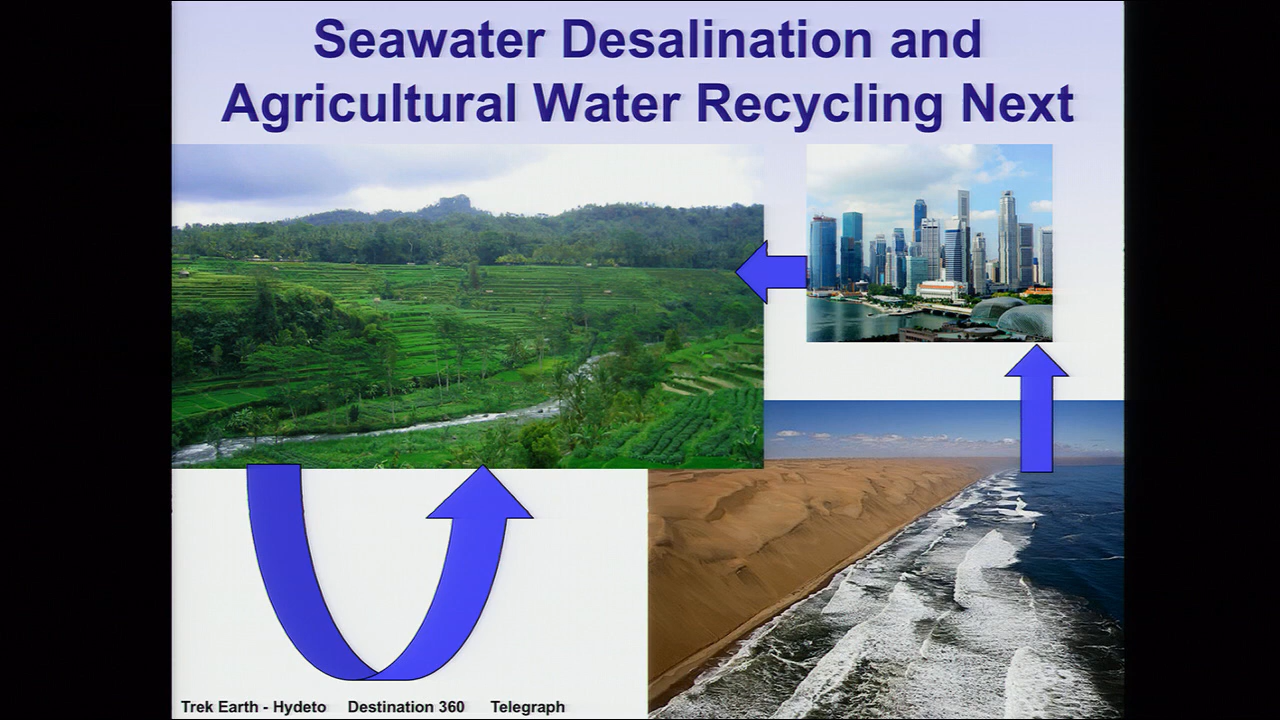 Seawater Desalination and
Agricultural Water Recycling Next
Trek Earth - Hydeto Destination 360 Telegraph